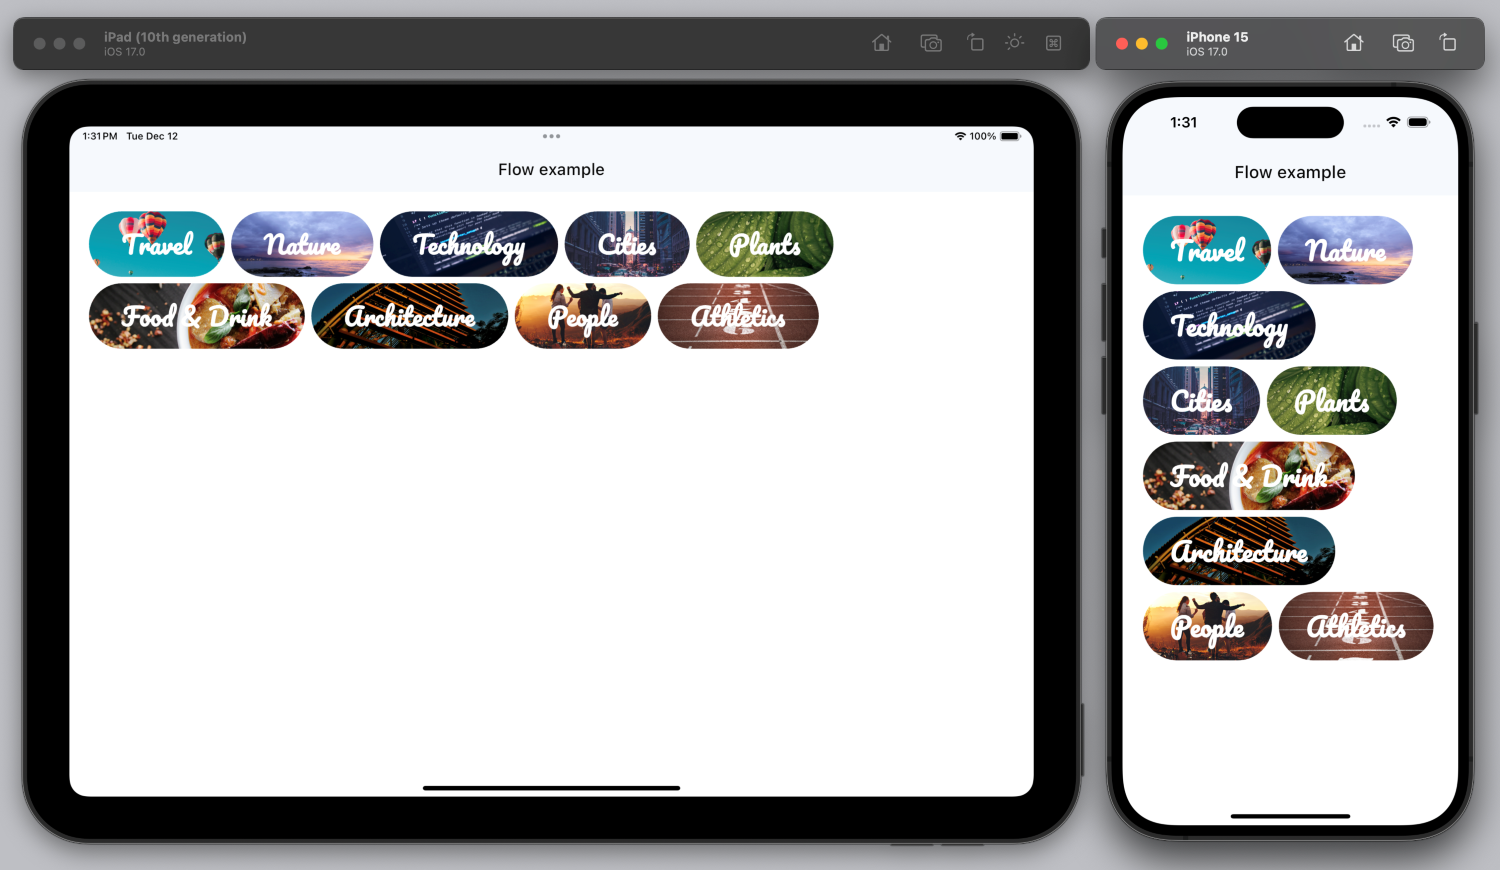 iPad (10th generation)
iOS 17.0
1:31 PM Tue Dec 12
100%
Flow example
Travel
Nature
Technology
Cities
Plants
Food & Drink
Architecture
People
Athletics
iPhone 15
iOS 17.0
1:31
Flow example
Travel
Nature
Technology
Cities
Plants
Food & Drink
Architecture
People
Athletics